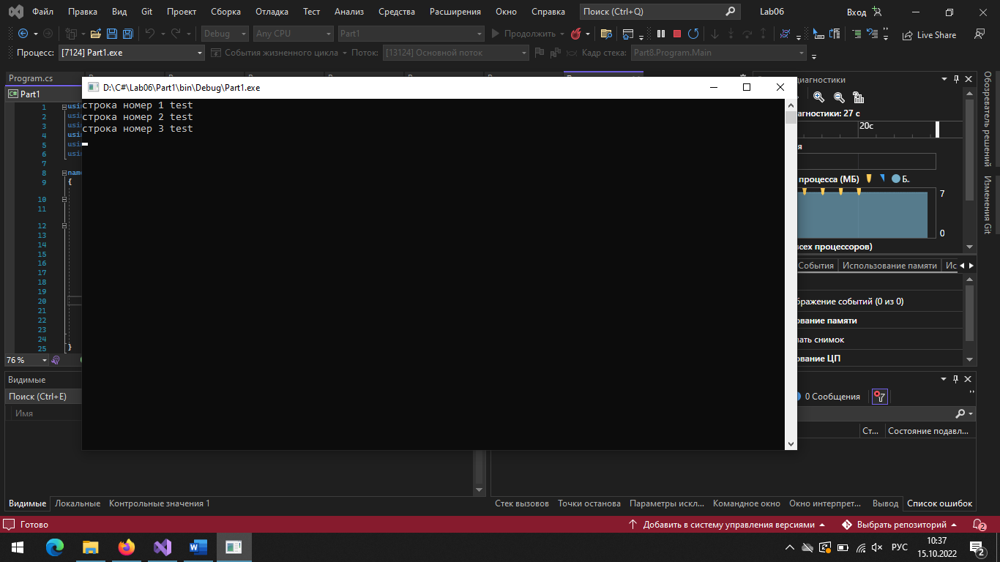 Файл Правка Вид Git Проект Сборка Отладка Тест Анализ Средства Расширения Окно Справка Поиск (Ctrl+Q) Lab06 Вход
Debug Any CPU Part1 Продолжить Live Share
Процесс: [7124] Part1.exe События жизненного цикла Поток: [13124] Основной поток Кадр стека: Part8.Program.Main
Program.cs
D:\C#\Lab06\Part1\bin\Debug\Part1.exe
Part1
строка номер 1 test
строка номер 2 test
строка номер 3 test
1
2
3
4
5
6
7
8
9
{
10
11
12
13
14
15
16
17
18
19
20
21
22
23
24
25
}
76 %
27 с
20с
процесса (МБ) Б..
7
0
всех процессоров)
События Использование памяти Ис
событий (0 из 0)
памяти
снимок
ЦП
Обозреватель решений
Изменения Git
Видимые
Поиск (Ctrl+E)
Имя
0 Сообщения
Ст... Состояние подавл...
Видимые Локальные Контрольные значения 1
Стек вызовов Точки останова Параметры искл... Командное окно Окно интерпрет... Вывод Список ошибок
Готово Добавить в систему управления версиями Выбрать репозиторий 2
РУС 10:37
15.10.2022 2